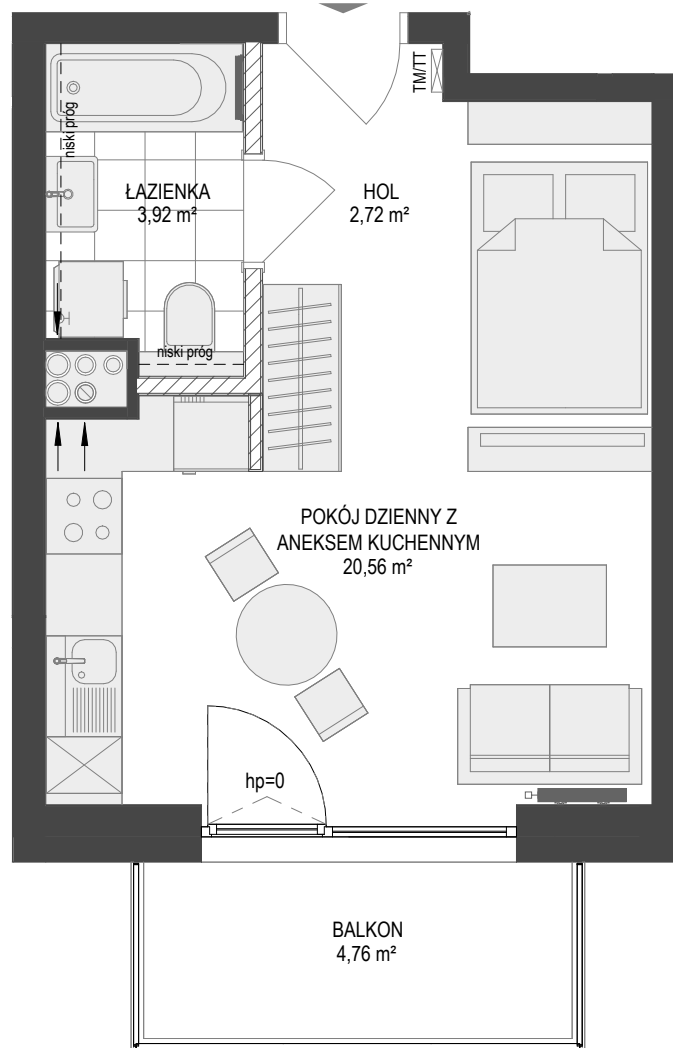 TM/TT
niski próg
ŁAZIENKA
3,92 m²
HOL
2,72 m²
niski próg
POKÓJ DZIENNY Z
ANEKSEM KUCHENNYM
20,56 m²
hp=0
BALKON
4,76 m²